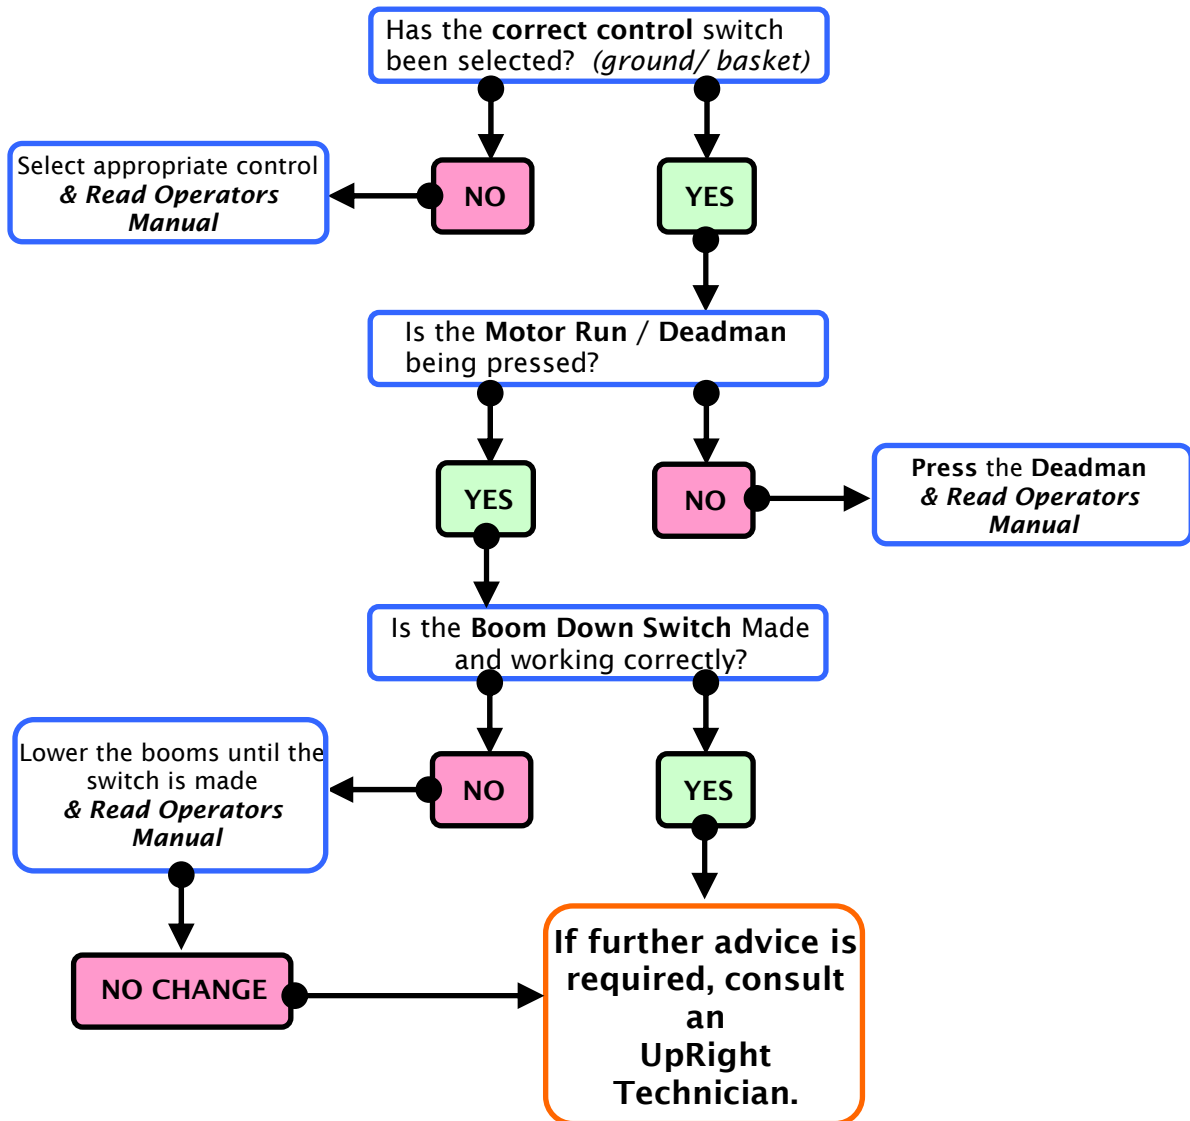 Has the correct control switch
been selected? (ground/ basket)
Select appropriate control
& Read Operators
Manual
NO
YES
Is the Motor Run / Deadman
being pressed?
YES
NO
Press the Deadman
& Read Operators
Manual
Is the Boom Down Switch Made
and working correctly?
Lower the booms until the
switch is made
& Read Operators
Manual
NO
YES
NO CHANGE
If further advice is
required, consult
an
UpRight
Technician.